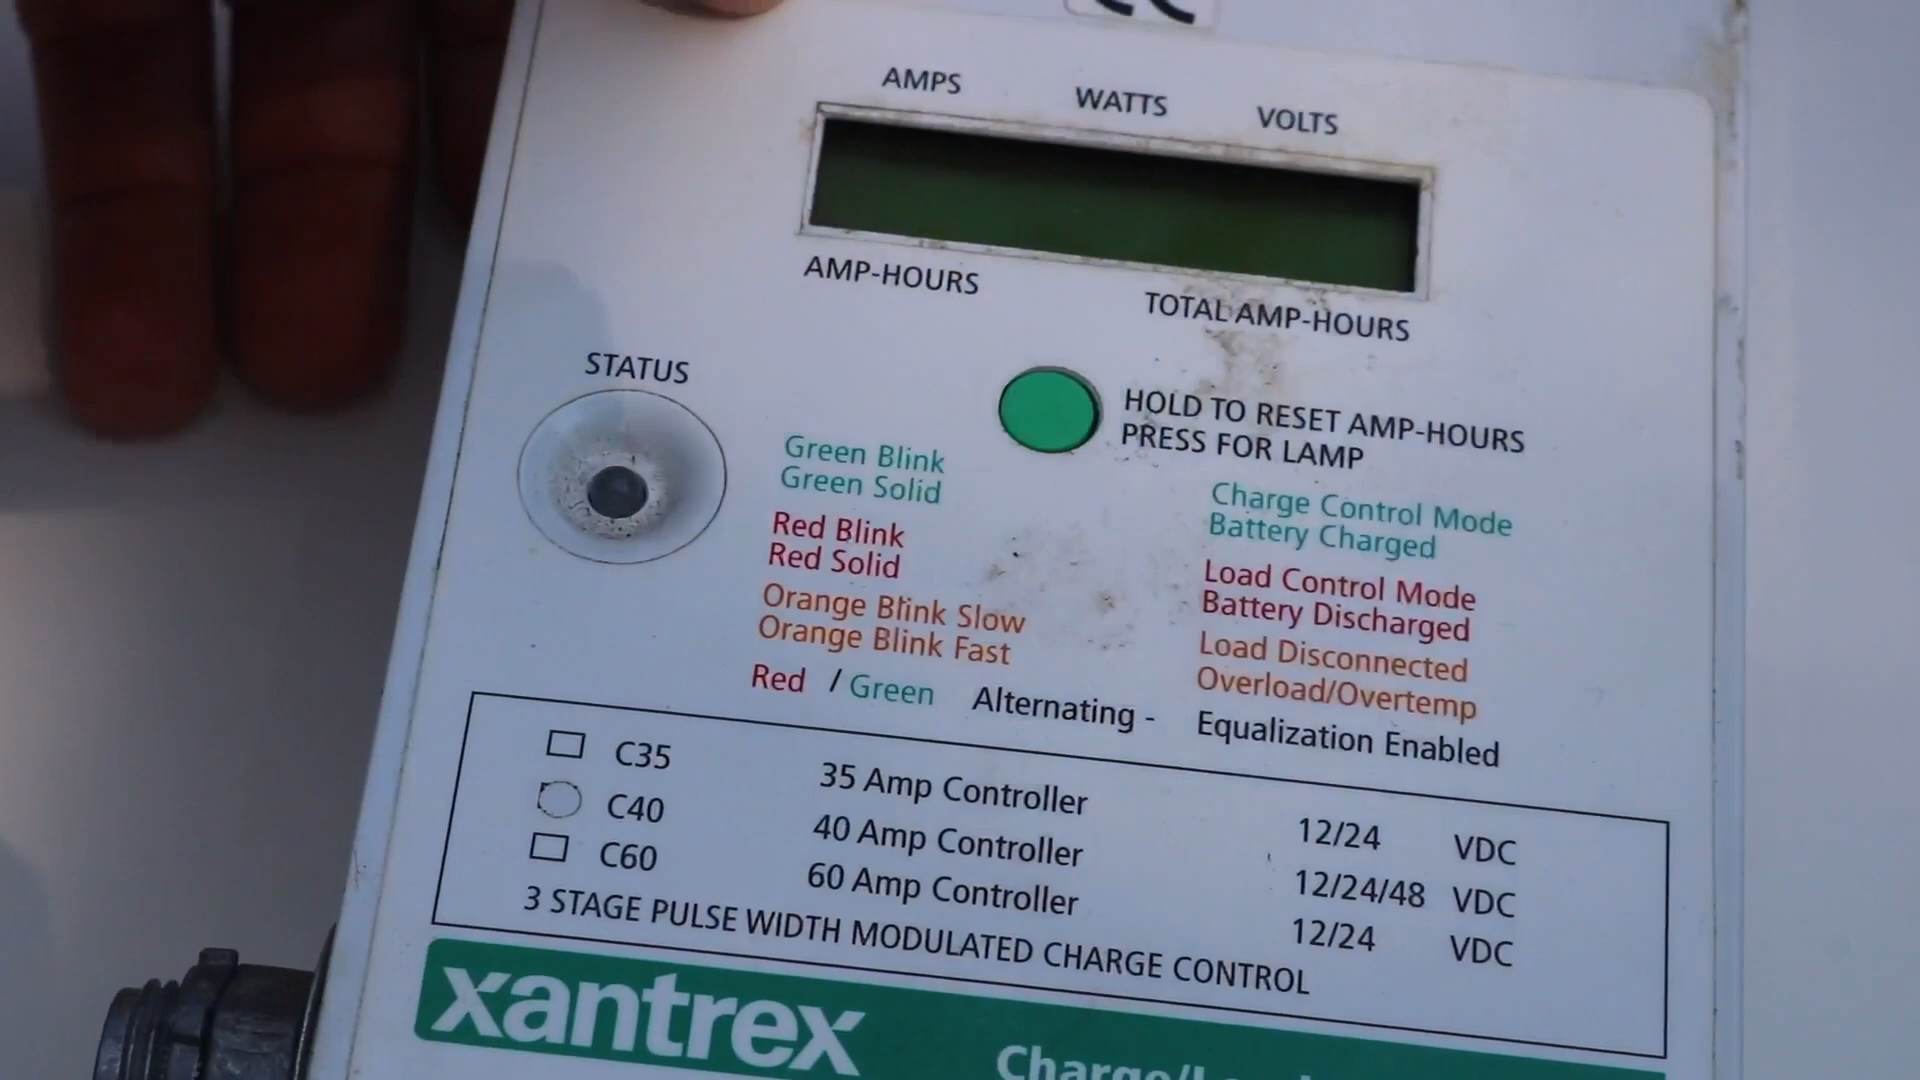 AMPS WATTS VOLTS
AMP-HOURS TOTAL AMP-HOURS
STATUS
HOLD TO RESET AMP-HOURS
PRESS FOR LAMP
Green Blink Charge Control Mode
Green Solid Battery Charged
Red Blink Load Control Mode
Red Solid Battery Discharged
Orange Blink Slow Load Disconnected
Orange Blink Fast Overload/Overtemp
Red / Green Alternating - Equalization Enabled
C35 35 Amp Controller 12/24 VDC
C40 40 Amp Controller 12/24/48 VDC
C60 60 Amp Controller 12/24 VDC
3 STAGE PULSE WIDTH MODULATED CHARGE CONTROL
xantrex